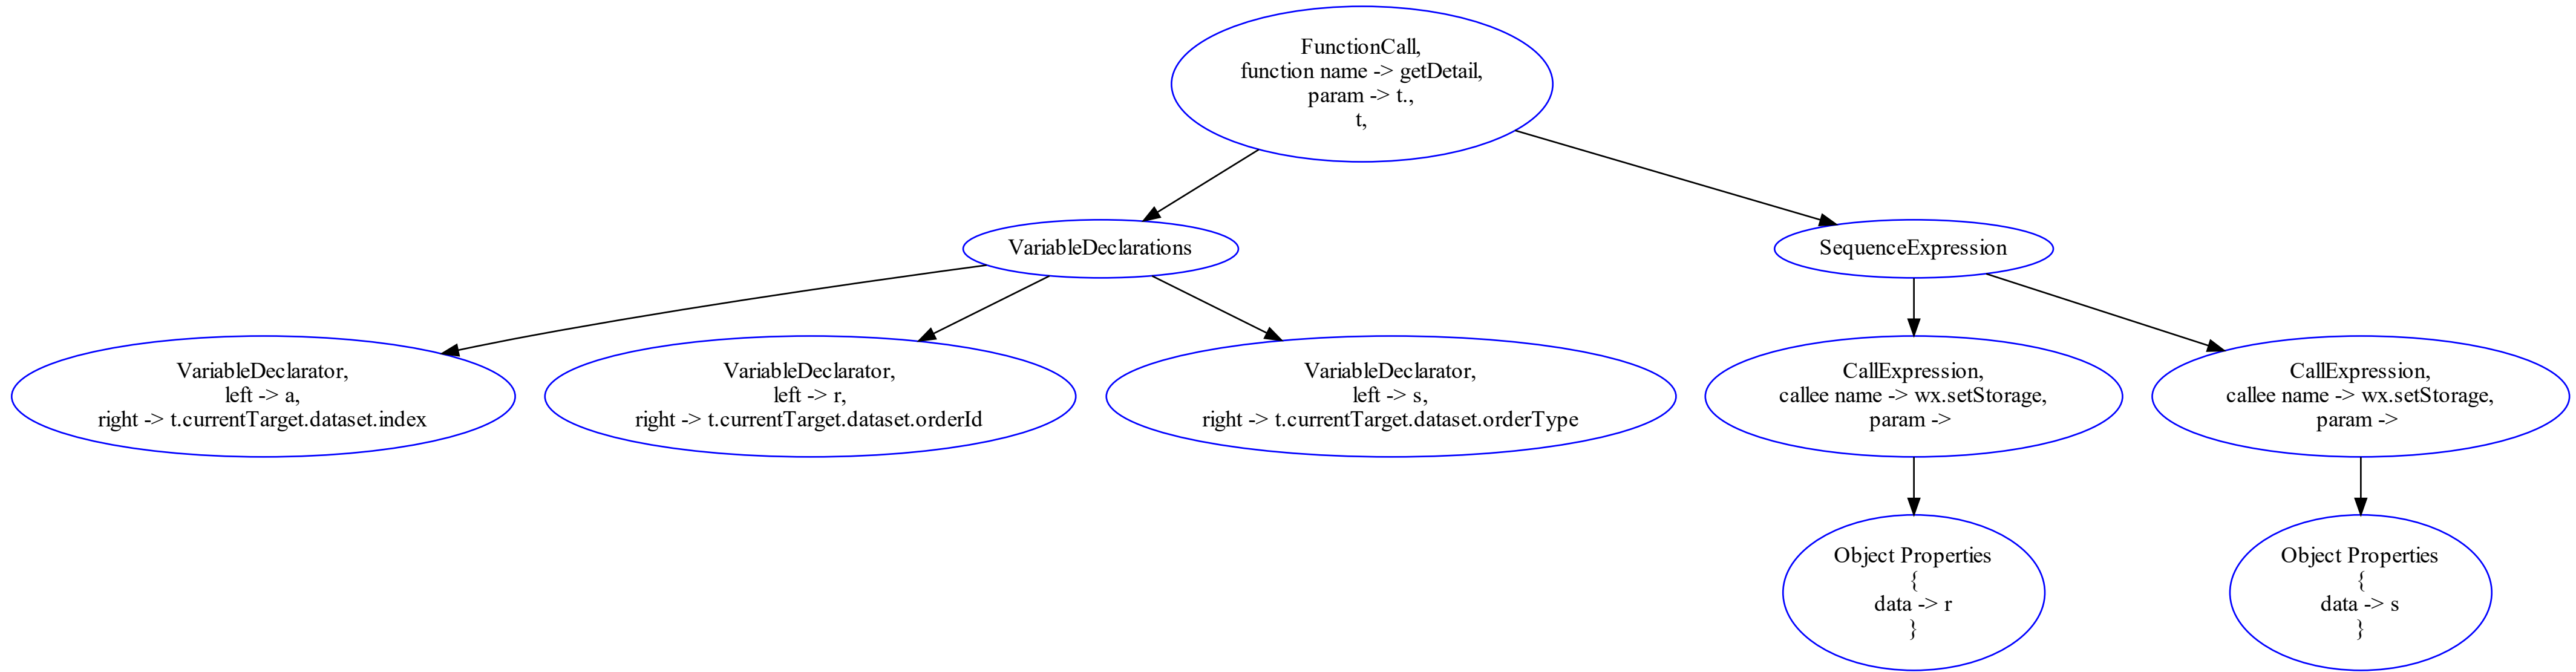 FunctionCall,
function name -> getDetail,
param -> t.,
t,
VariableDeclarations
SequenceExpression
VariableDeclarator,
left -> a,
right -> t.currentTarget.dataset.index
VariableDeclarator,
left -> r,
right -> t.currentTarget.dataset.orderId
VariableDeclarator,
left -> s,
right -> t.currentTarget.dataset.orderType
CallExpression,
callee name -> wx.setStorage,
param ->
CallExpression,
callee name -> wx.setStorage,
param ->
Object Properties
{
data -> r
}
Object Properties
{
data -> s
}